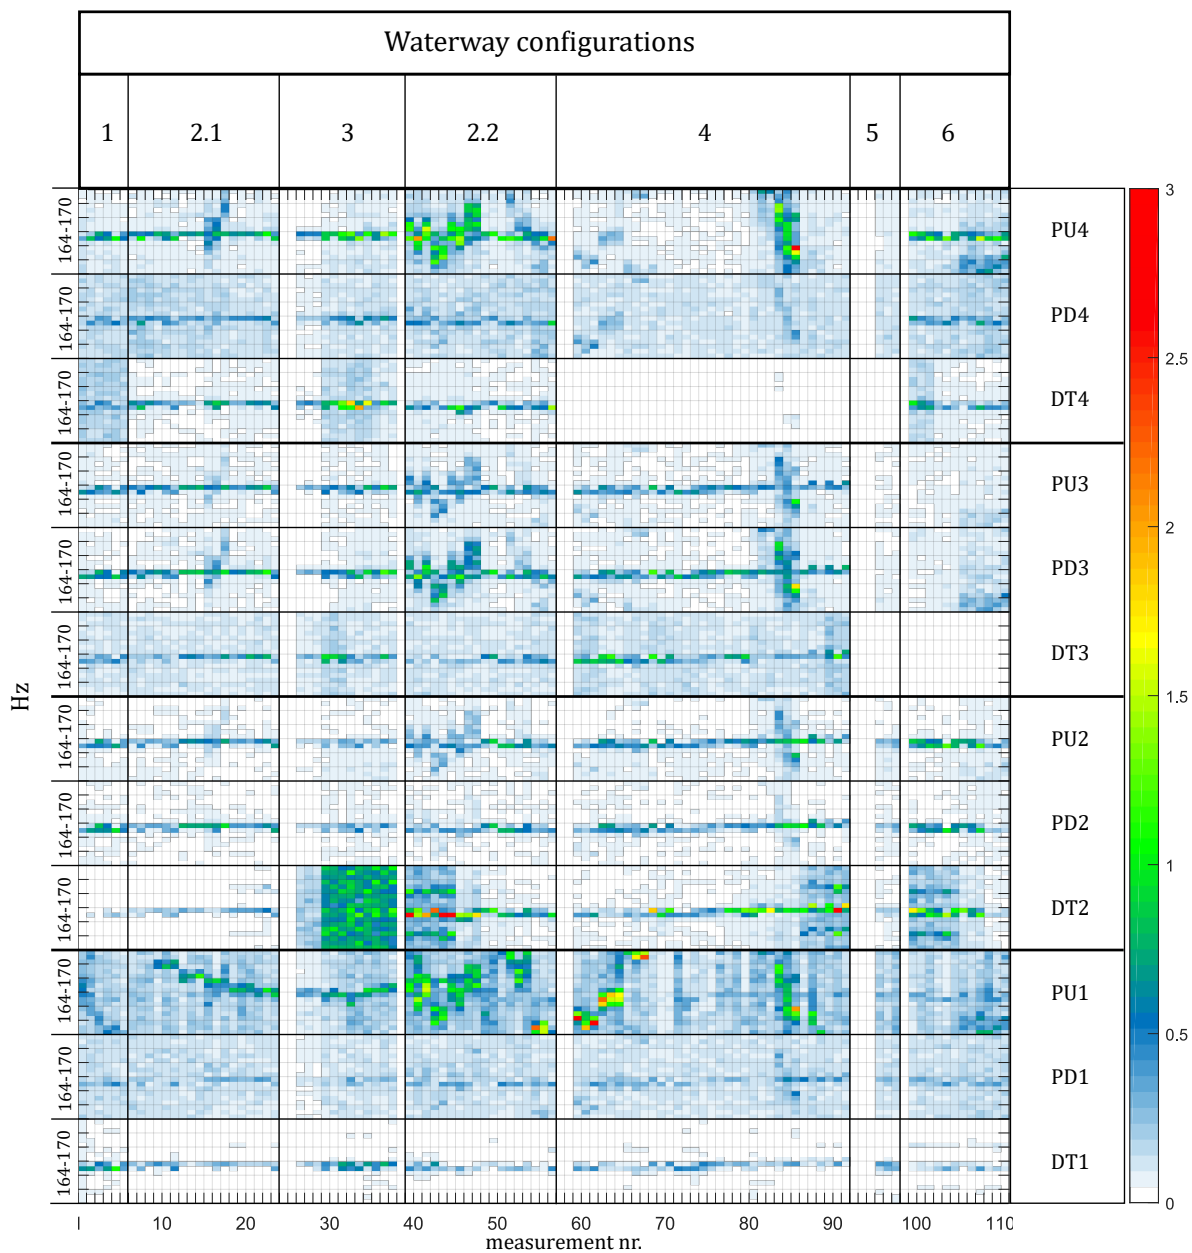 Waterway configurations
1 2.1 3 2.2 4 5 6
164-170 PU4 3
164-170 PD4 2.5
164-170 DT4
164-170 PU3 2
164-170 PD3
164-170 DT3 1.5
Hz
164-170 PU2
164-170 PD2
164-170 DT2 1
164-170 PU1
164-170 PD1 0.5
164-170 DT1 0
10 20 30 40 50 60 70 80 90 100 110
measurement nr.